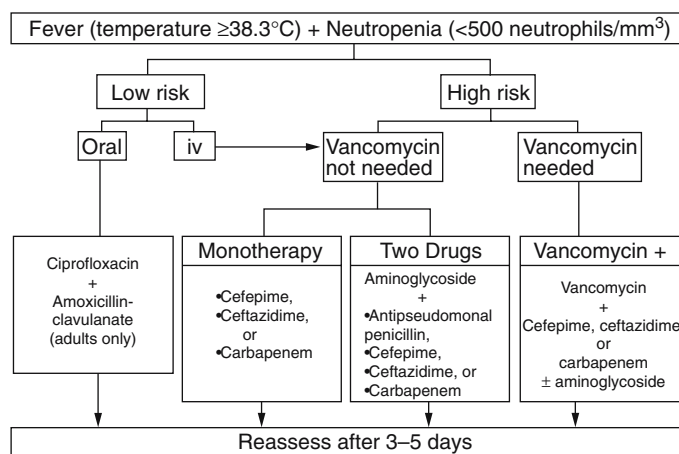 Fever (temperature ≥38.3°C) + Neutropenia (<500 neutrophils/mm³)
Low risk
High risk
Oral
iv
Vancomycin
not needed
Vancomycin
needed
Ciprofloxacin
+
Amoxicillin-
clavulanate
(adults only)
Monotherapy
•Cefepime,
•Ceftazidime,
or
•Carbapenem
Two Drugs
Aminoglycoside
+
•Antipseudomonal
penicillin,
•Cefepime,
•Ceftazidime, or
•Carbapenem
Vancomycin +
Vancomycin
+
Cefepime, ceftazidime
or
carbapenem
± aminoglycoside
Reassess after 3–5 days